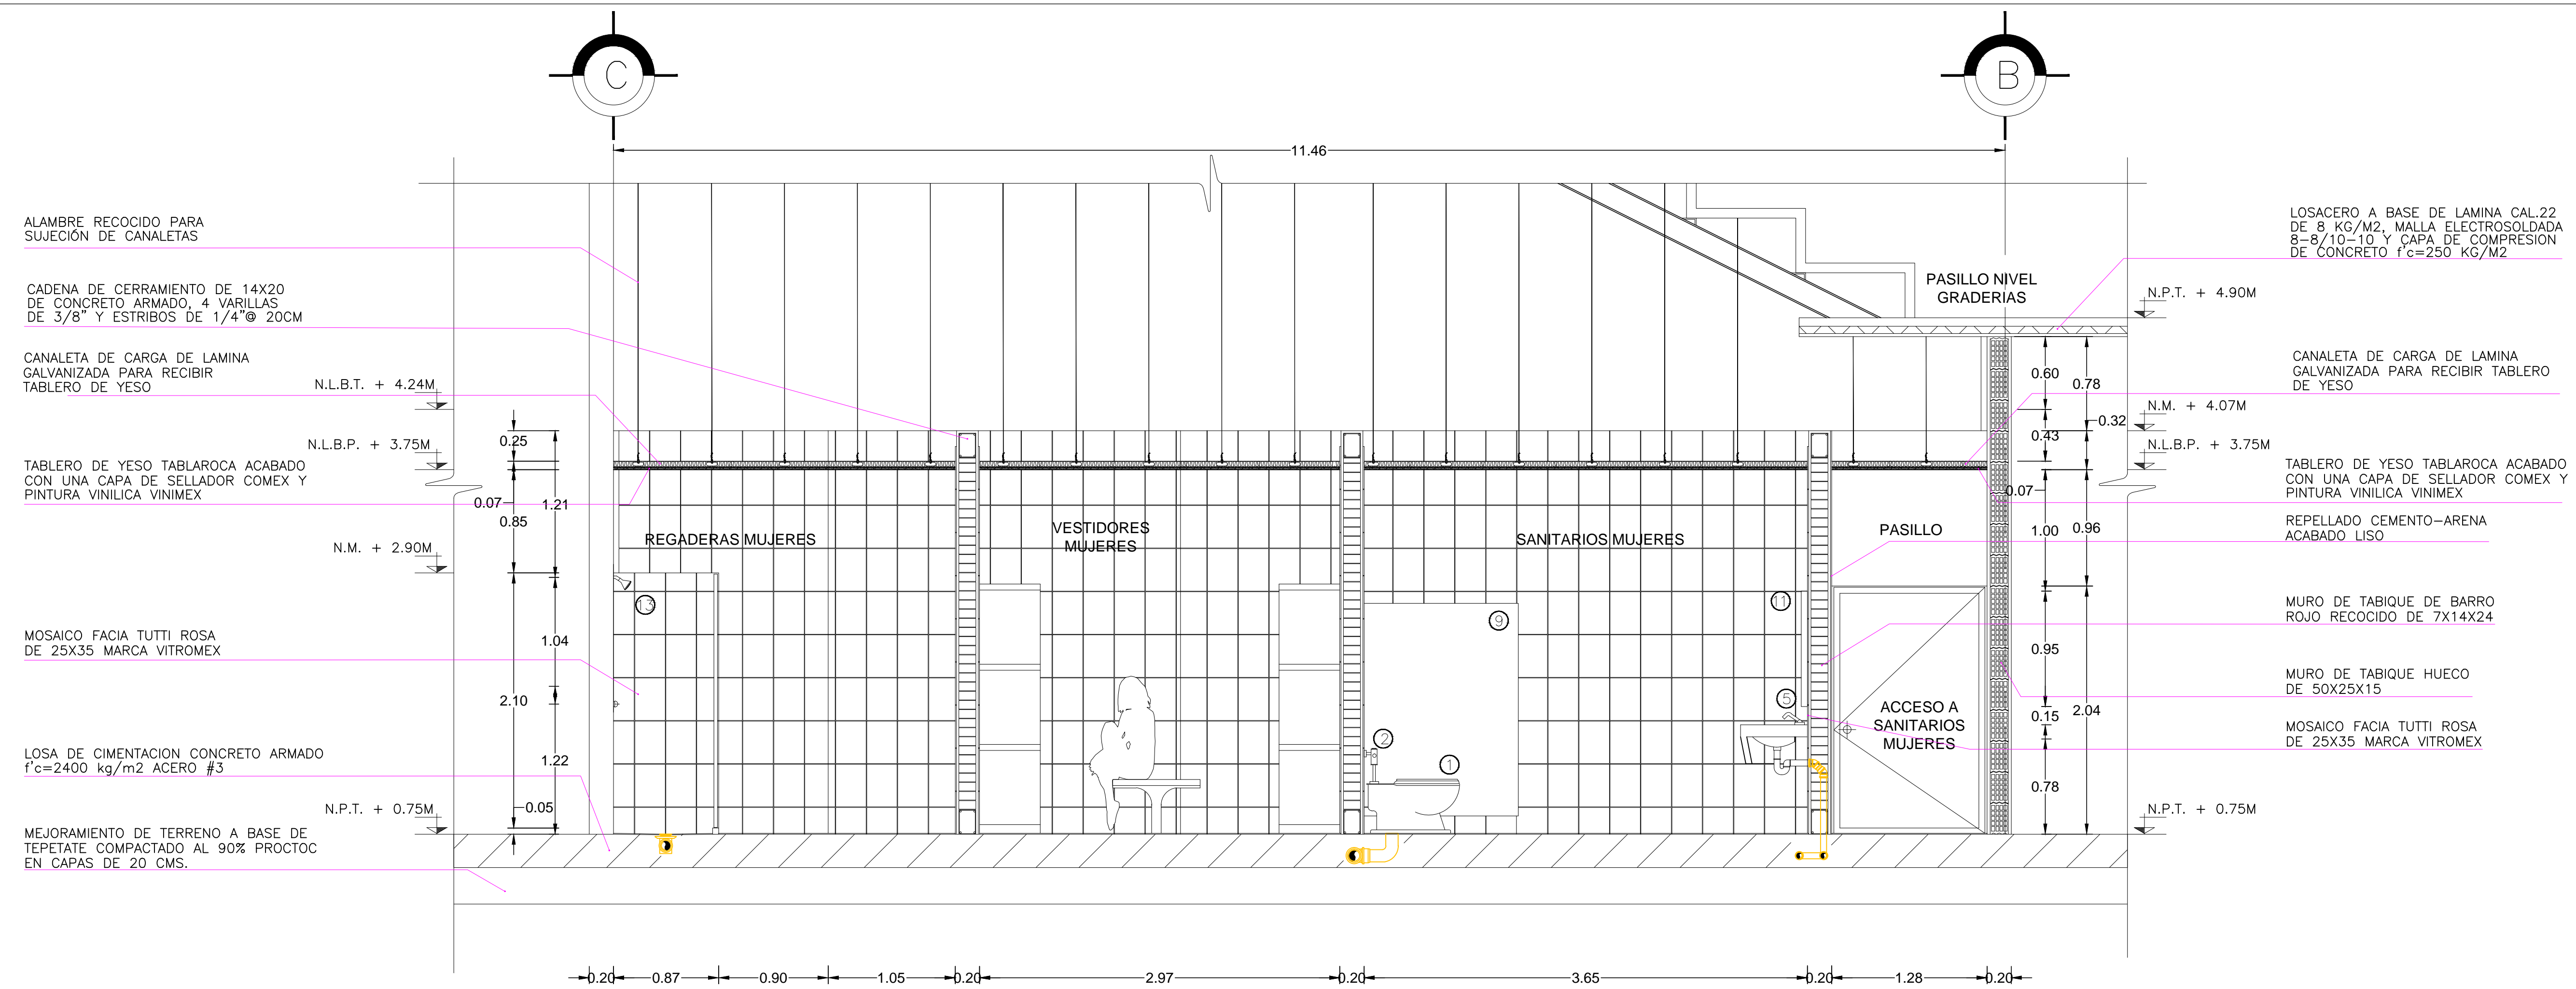 C
B
11.46
ALAMBRE RECOCIDO PARA
SUJECIÓN DE CANALETAS
CADENA DE CERRAMIENTO DE 14X20
DE CONCRETO ARMADO, 4 VARILLAS
DE 3/8" Y ESTRIBOS DE 1/4"@ 20CM
CANALETA DE CARGA DE LAMINA
GALVANIZADA PARA RECIBIR
TABLERO DE YESO
N.L.B.T. + 4.24M
N.L.B.P. + 3.75M
TABLERO DE YESO TABLAROCA ACABADO
CON UNA CAPA DE SELLADOR COMEX Y
PINTURA VINILICA VINIMEX
N.M. + 2.90M
MOSAICO FACIA TUTTI ROSA
DE 25X35 MARCA VITROMEX
LOSA DE CIMENTACION CONCRETO ARMADO
f'c=2400 kg/m2 ACERO #3
N.P.T. + 0.75M
MEJORAMIENTO DE TERRENO A BASE DE
TEPETATE COMPACTADO AL 90% PROCTOC
EN CAPAS DE 20 CMS.
0.25
0.07
0.85
2.10
0.05
1.21
1.04
1.22
REGADERAS MUJERES
13
VESTIDORES
MUJERES
SANITARIOS MUJERES
9
2
1
11
5
PASILLO
ACCESO A
SANITARIOS
MUJERES
PASILLO NIVEL
GRADERIAS
0.60
0.43
0.07
1.00
0.95
0.15
0.78
0.78
0.32
0.96
2.04
LOSACERO A BASE DE LAMINA CAL.22
DE 8 KG/M2, MALLA ELECTROSOLDADA
8-8/10-10 Y CAPA DE COMPRESION
DE CONCRETO f'c=250 KG/M2
N.P.T. + 4.90M
CANALETA DE CARGA DE LAMINA
GALVANIZADA PARA RECIBIR TABLERO
DE YESO
N.M. + 4.07M
N.L.B.P. + 3.75M
TABLERO DE YESO TABLAROCA ACABADO
CON UNA CAPA DE SELLADOR COMEX Y
PINTURA VINILICA VINIMEX
REPELLADO CEMENTO-ARENA
ACABADO LISO
MURO DE TABIQUE DE BARRO
ROJO RECOCIDO DE 7X14X24
MURO DE TABIQUE HUECO
DE 50X25X15
MOSAICO FACIA TUTTI ROSA
DE 25X35 MARCA VITROMEX
N.P.T. + 0.75M
0.20 0.87 0.90 1.05 0.20 2.97 0.20 3.65 0.20 1.28 0.20